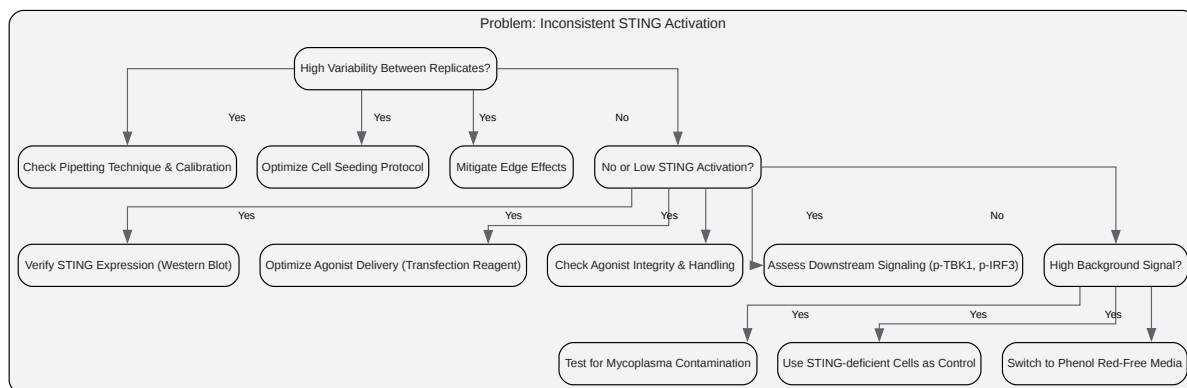 Problem: Inconsistent STING Activation
High Variability Between Replicates?
Yes
Yes
Yes
No
Check Pipetting Technique & Calibration
Optimize Cell Seeding Protocol
Mitigate Edge Effects
No or Low STING Activation?
Yes
Yes
Yes
Yes
No
Verify STING Expression (Western Blot)
Optimize Agonist Delivery (Transfection Reagent)
Check Agonist Integrity & Handling
Assess Downstream Signaling (p-TBK1, p-IRF3)
High Background Signal?
Yes
Yes
Yes
Test for Mycoplasma Contamination
Use STING-deficient Cells as Control
Switch to Phenol Red-Free Media